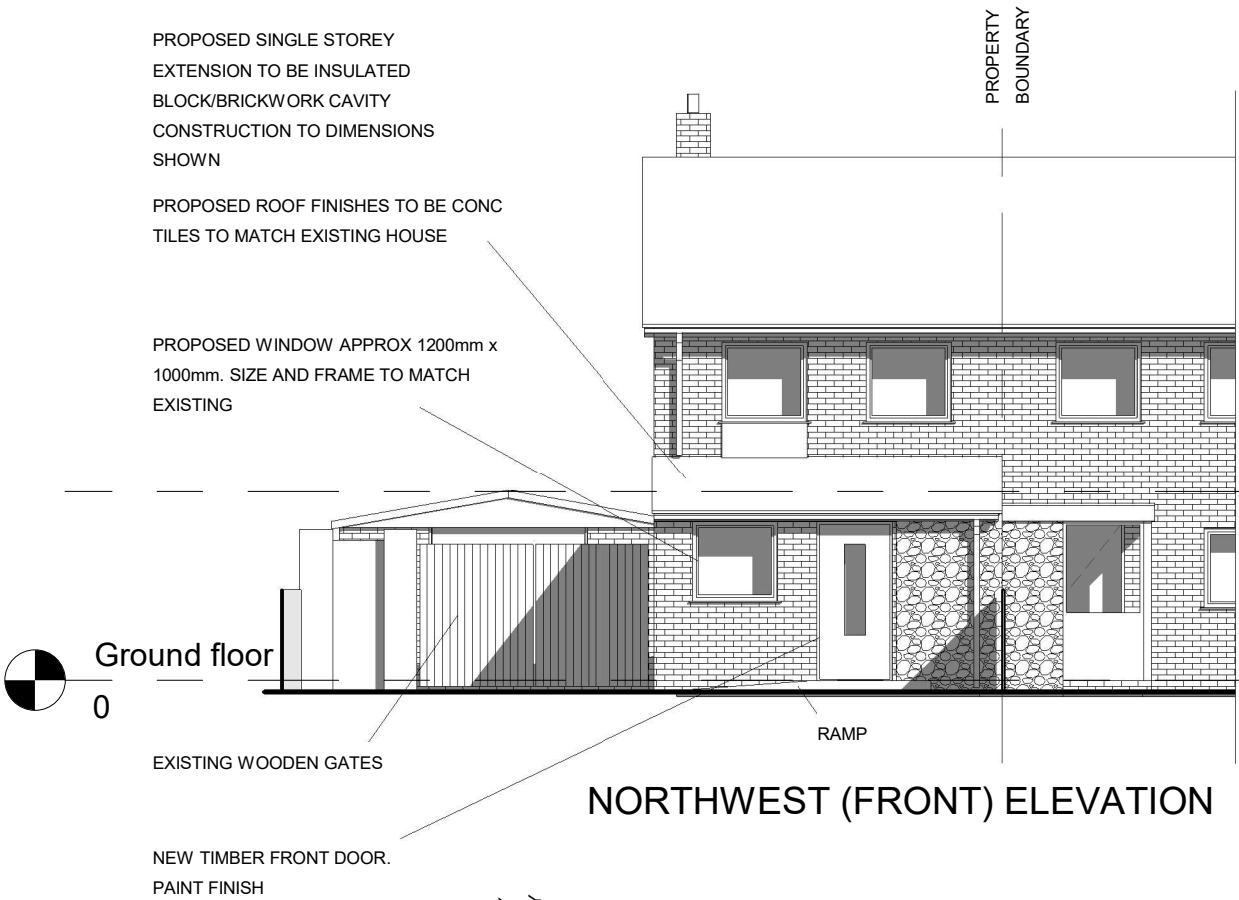 PROPERTY
BOUNDARY
PROPOSED SINGLE STOREY
EXTENSION TO BE INSULATED
BLOCK/BRICKWORK CAVITY
CONSTRUCTION TO DIMENSIONS
SHOWN
PROPOSED ROOF FINISHES TO BE CONC
TILES TO MATCH EXISTING HOUSE
PROPOSED WINDOW APPROX 1200mm x
1000mm. SIZE AND FRAME TO MATCH
EXISTING
Ground floor
0
RAMP
EXISTING WOODEN GATES
NORTHWEST (FRONT) ELEVATION
NEW TIMBER FRONT DOOR.
PAINT FINISH